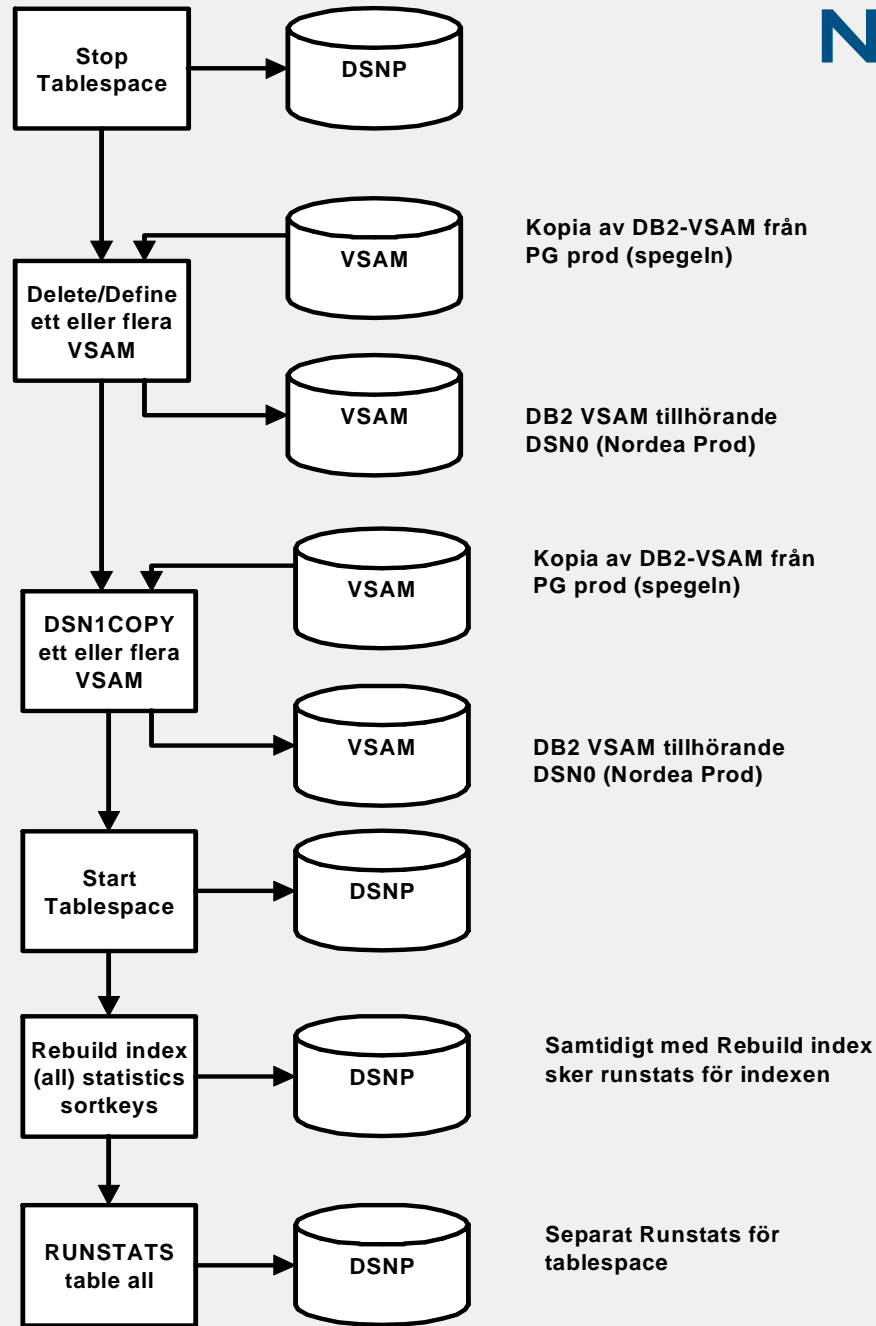 Stop
Tablespace
DSNP
N
VSAM
Kopia av DB2-VSAM från
PG prod (spegeln)
Delete/Define
ett eller flera
VSAM
VSAM
DB2 VSAM tillhörande
DSN0 (Nordea Prod)
VSAM
Kopia av DB2-VSAM från
PG prod (spegeln)
DSN1COPY
ett eller flera
VSAM
VSAM
DB2 VSAM tillhörande
DSN0 (Nordea Prod)
Start
Tablespace
DSNP
Rebuild index
(all) statistics
sortkeys
DSNP
Samtidigt med Rebuild index
sker runstats för indexen
RUNSTATS
table all
DSNP
Separat Runstats för
tablespace